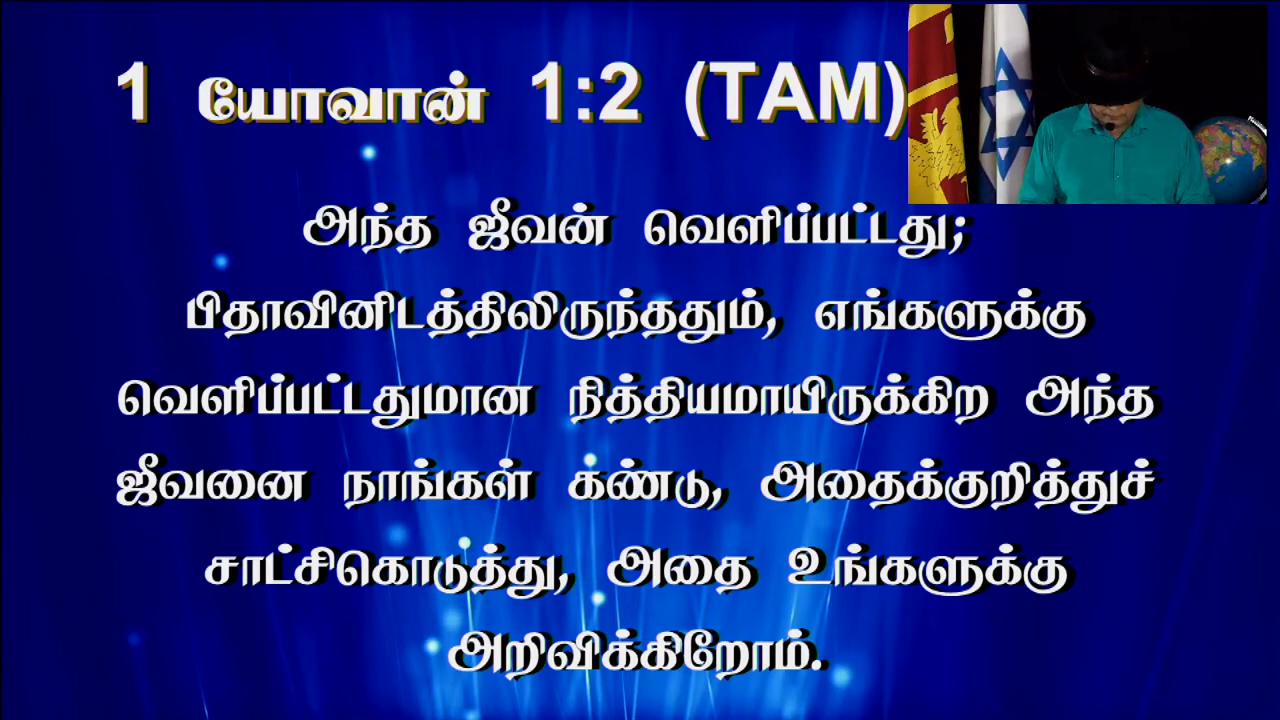 1 யோவான் 1:2 (TAM)
அந்த ஜீவன் வெளிப்பட்டது;
பிதாவினிடத்திலிருந்ததும், எங்களுக்கு
வெளிப்பட்டதுமான நித்தியமாயிருக்கிற அந்த
ஜீவனை நாங்கள் கண்டு, அதைக்குறித்துச்
சாட்சிகொடுத்து, அதை உங்களுக்கு
அறிவிக்கிறோம்.